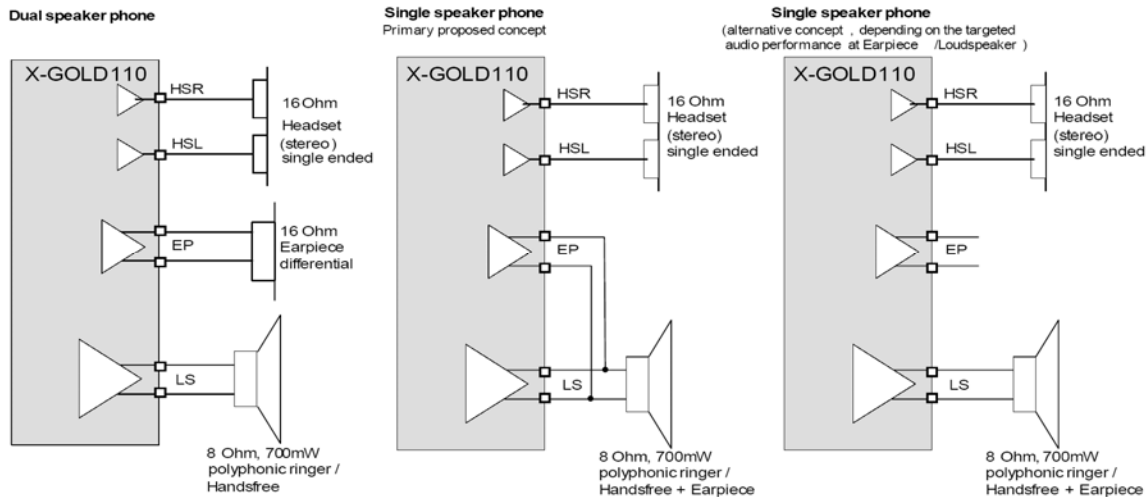 Dual speaker phone
X-GOLD110
HSR
HSL
16 Ohm
Headset
(stereo)
single ended
EP
16 Ohm
Earpiece
differential
LS
8 Ohm, 700mW
polyphonic ringer /
Handsfree
Single speaker phone
Primary proposed concept
X-GOLD110
HSR
HSL
16 Ohm
Headset
(stereo)
single ended
EP
LS
8 Ohm, 700mW
polyphonic ringer /
Handsfree + Earpiece
Single speaker phone
(alternative concept , depending on the targeted
audio performance at Earpiece /Loudspeaker )
X-GOLD110
HSR
HSL
16 Ohm
Headset
(stereo)
single ended
EP
LS
8 Ohm, 700mW
polyphonic ringer /
Handsfree + Earpiece